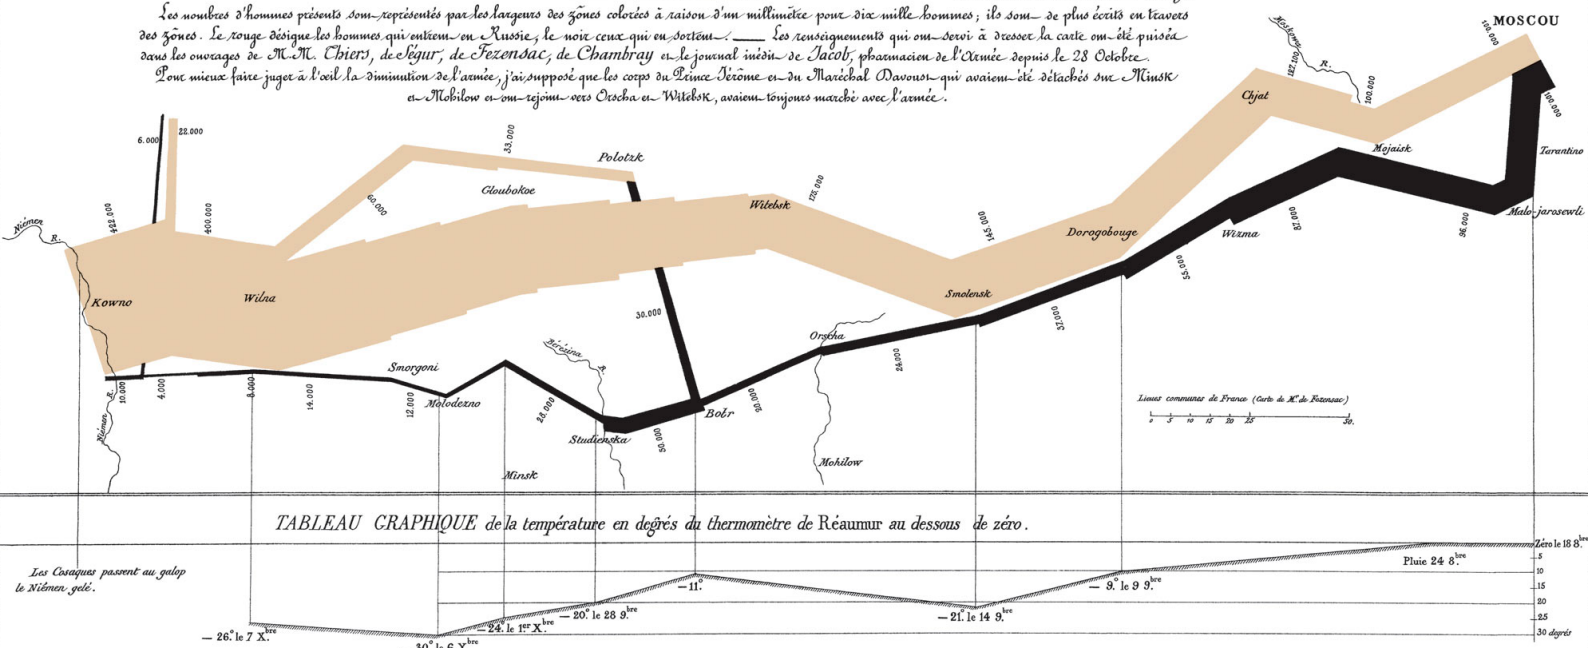 Les nombres d'hommes présents sont représentés par les largeurs des zônes colorées à raison d'un millimètre pour dix mille hommes; ils sont de plus écrits en travers
des zônes. Le rouge désigne les hommes qui entrent en Russie, le noir ceux qui en sortent. — Les renseignements qui ont servi à dresser la carte ont été puisés
dans les ouvrages de M.M. Thiers, de Ségur, de Fezensac, de Chambray et le journal inédit de Jacob, pharmacien de l'Armée depuis le 28 Octobre.
Pour mieux faire juger à l'œil la diminution de l'armée, j'ai supposé que les corps du Prince Jérôme et du Maréchal Davoust qui avaient été détachés sur Minsk
et Mohilow et ont rejoint vers Orscha et Witebsk, avaient toujours marché avec l'armée.
MOSCOU
100.000
Moskowa R.
127.100
100.000
Chjat
Mojaisk
100.000
Tarantino
Malo-jarosewli
96.000
87.000
Wizma
55.000
Dorogobouge
145.000
Smolensk
37.000
24.000
Orscha
Mohilow
175.000
Witebsk
Polotzk
33.000
Gloubokoe
60.000
22.000
6.000
400.000
422.000
Niémen R.
Kowno
Wilna
30.000
Bérézina R.
20.000
Bobr
50.000
Studienska
28.000
Smorgoni
Molodezno
12.000
14.000
8.000
4.000
10.000
Niémen R.
Minsk
Lieues communes de France (Carte de M. de Fezensac)
0 5 10 15 20 25 50.
TABLEAU GRAPHIQUE de la température en degrés du thermomètre de Réaumur au dessous de zéro.
Les Cosaques passent au galop
le Niémen gelé.
Zéro le 18 8.bre
Pluie 24 8.bre
5
10
15
20
25
30 degrés
— 9.° le 9 9.bre
— 21.° le 14 9.bre
— 11.°
— 20.° le 28 9.bre
— 24.° le 1.er X.bre
— 30.° le 6 X.bre
— 26.° le 7 X.bre